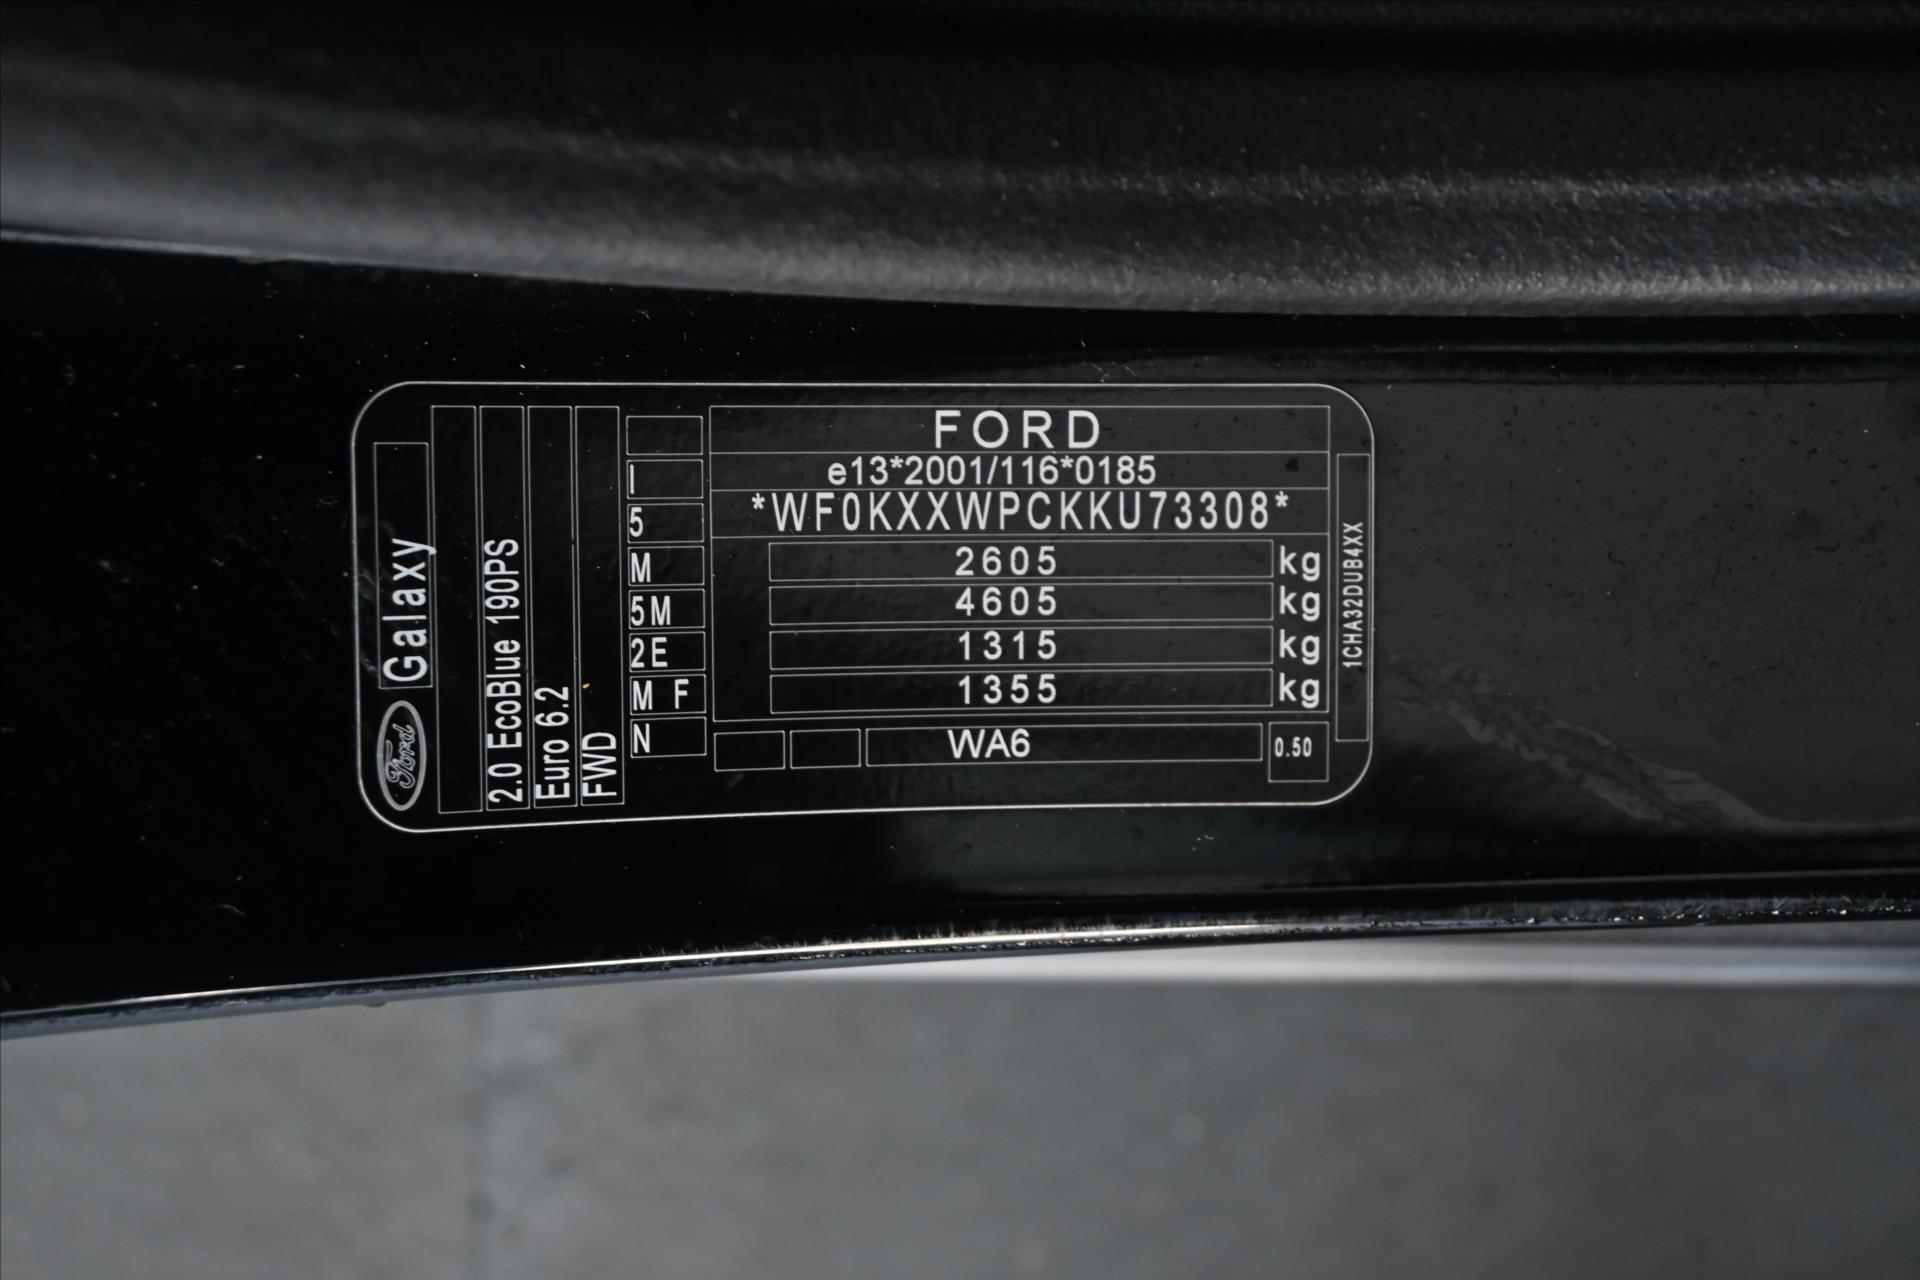 FORD
e13*2001/116*0185
*WF0KXXWPCKKU73308*
2605 kg
4605 kg
1315 kg
1355 kg
WA6
0.50
1CHA32DUB4XX
I
5
M
5M
2E
M F
N
Ford Galaxy
2.0 EcoBlue 190PS
Euro 6.2
FWD